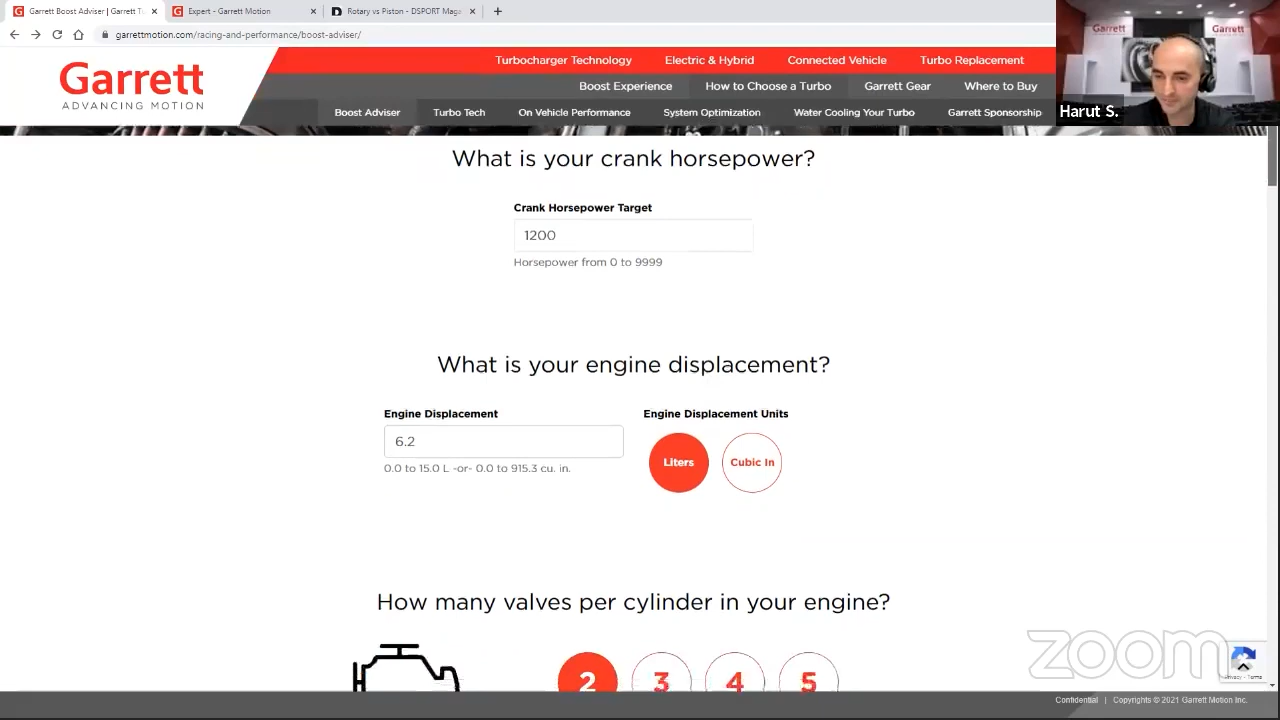 Garrett Boost Adviser | Garrett T
Expert - Garrett Motion
Rotary vs Piston - DSPORT Maga
garrettmotion.com/racing-and-performance/boost-adviser/
Garrett
ADVANCING MOTION
Turbocharger Technology Electric & Hybrid Connected Vehicle Turbo Replacement
Boost Experience How to Choose a Turbo Garrett Gear Where to Buy
Boost Adviser Turbo Tech On Vehicle Performance System Optimization Water Cooling Your Turbo Garrett Sponsorship
Garrett
Garrett
Harut S.
What is your crank horsepower?
Crank Horsepower Target
1200
Horsepower from 0 to 9999
What is your engine displacement?
Engine Displacement Engine Displacement Units
6.2
Liters Cubic In
0.0 to 15.0 L -or- 0.0 to 915.3 cu. in.
How many valves per cylinder in your engine?
2 3 4 5
zoom
Privacy - Terms
Confidential | Copyrights © 2021 Garrett Motion Inc.